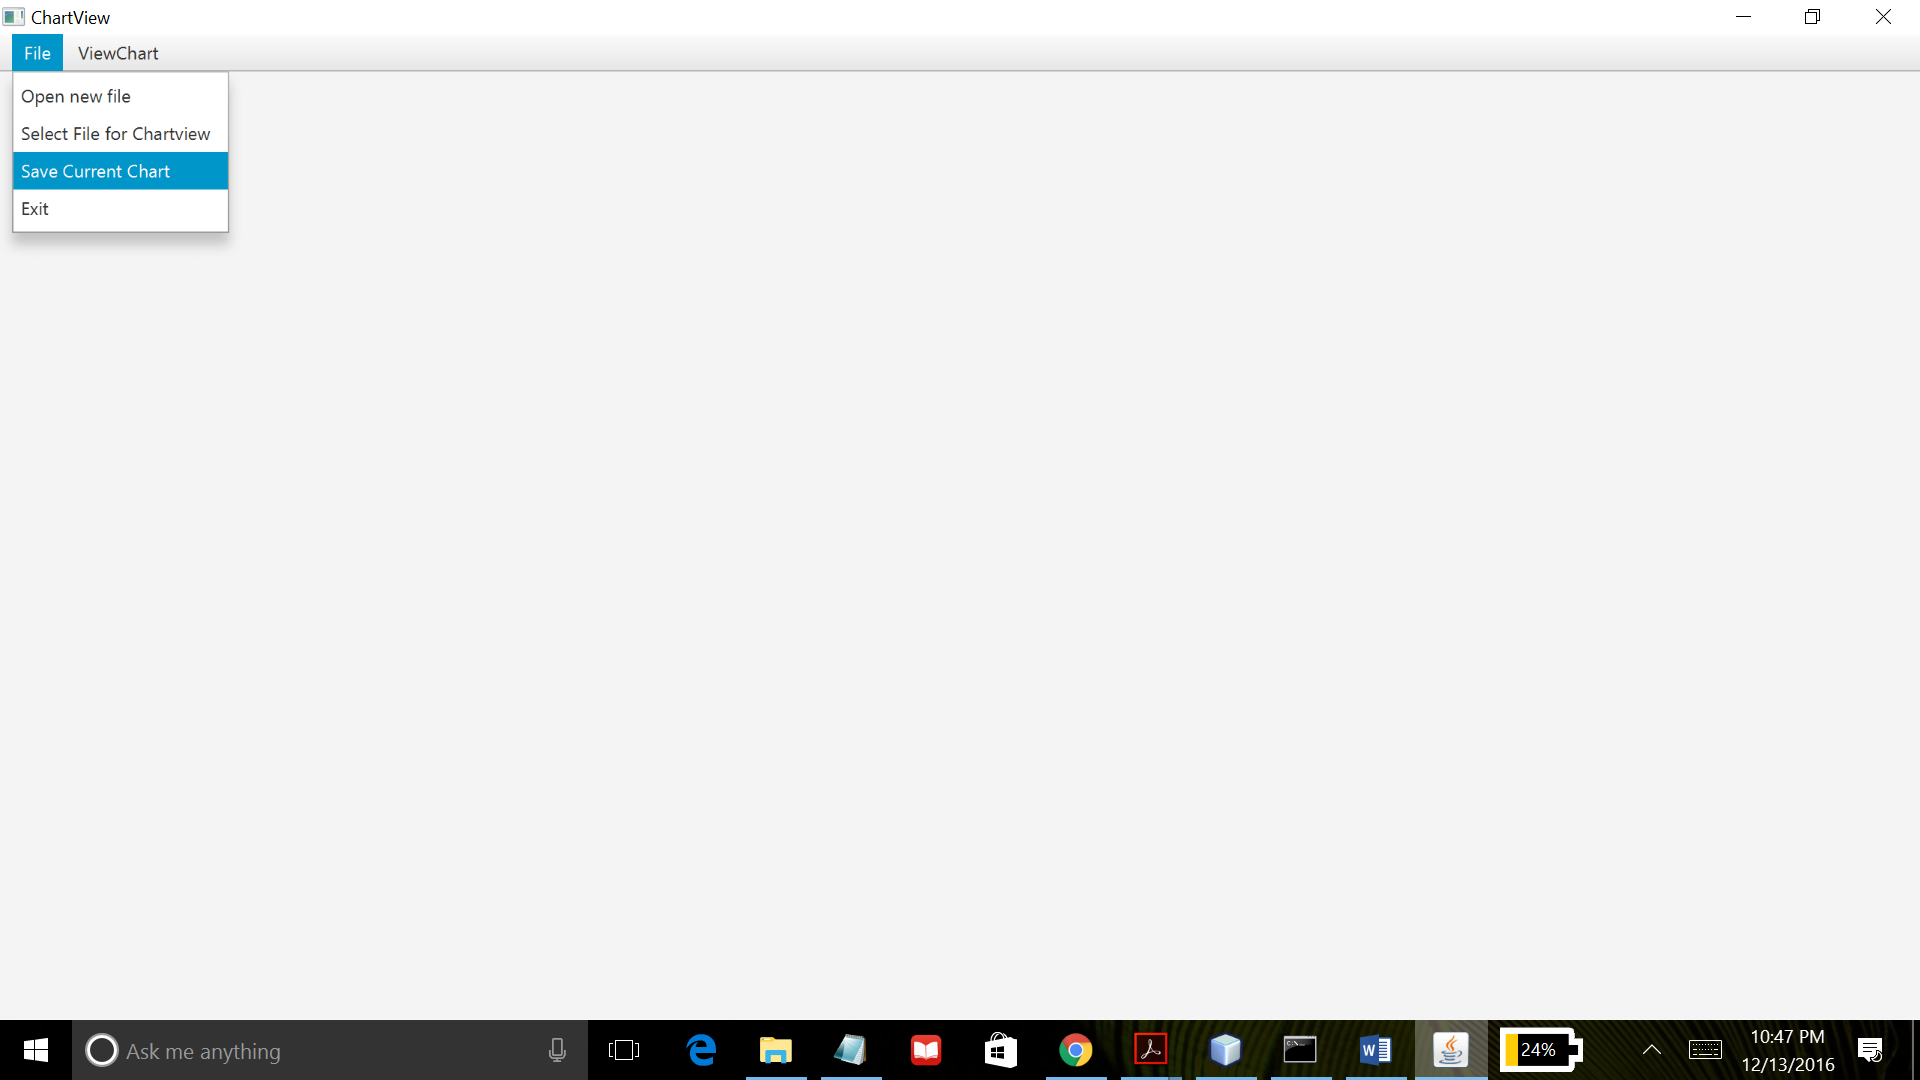 ChartView
File ViewChart
Open new file
Select File for Chartview
Save Current Chart
Exit
Ask me anything
24%
10:47 PM
12/13/2016